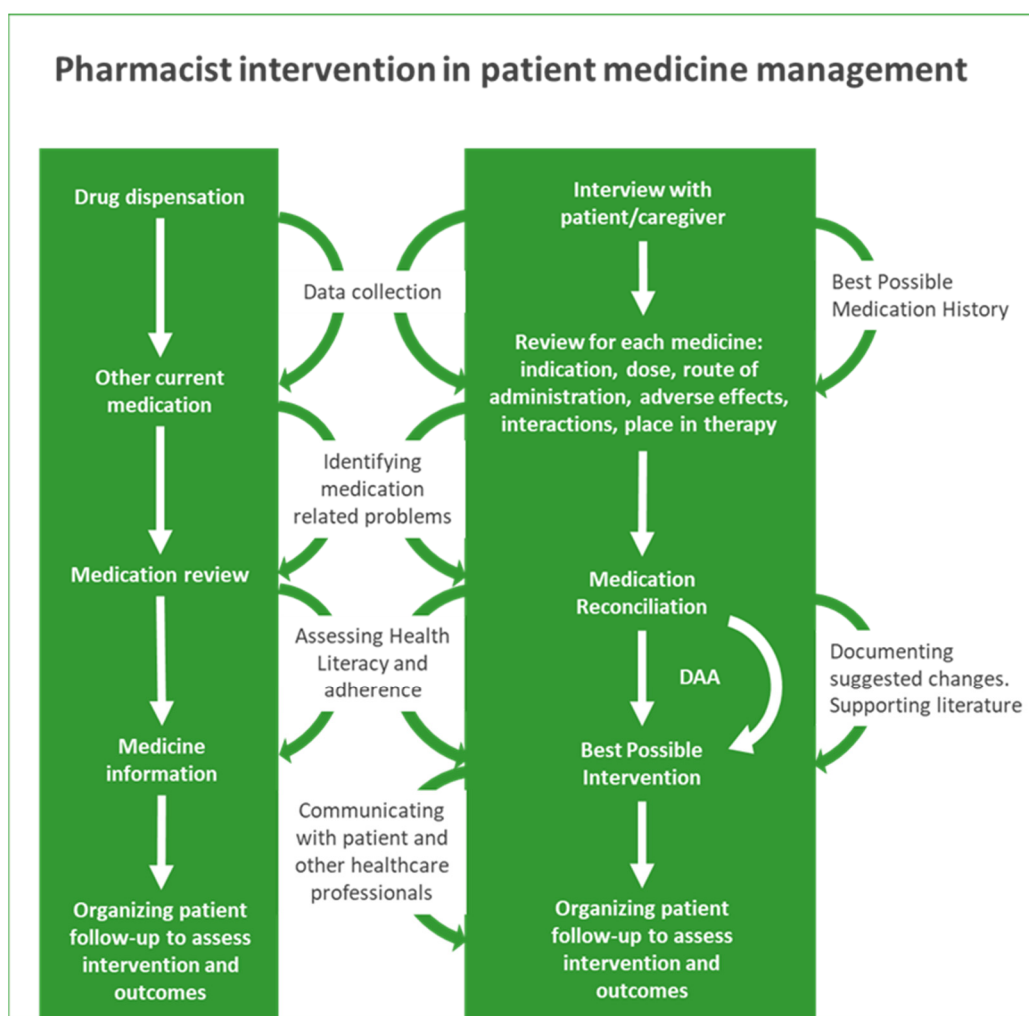 Pharmacist intervention in patient medicine management
Drug dispensation
Other current
medication
Medication review
Medicine
information
Organizing patient
follow-up to assess
intervention and
outcomes
Data collection
Identifying
medication
related problems
Assessing Health
Literacy and
adherence
Communicating
with patient and
other healthcare
professionals
Interview with
patient/caregiver
Review for each medicine:
indication, dose, route of
administration, adverse effects,
interactions, place in therapy
Medication
Reconciliation
DAA
Best Possible
Intervention
Organizing patient
follow-up to assess
intervention and
outcomes
Best Possible
Medication History
Documenting
suggested changes.
Supporting literature